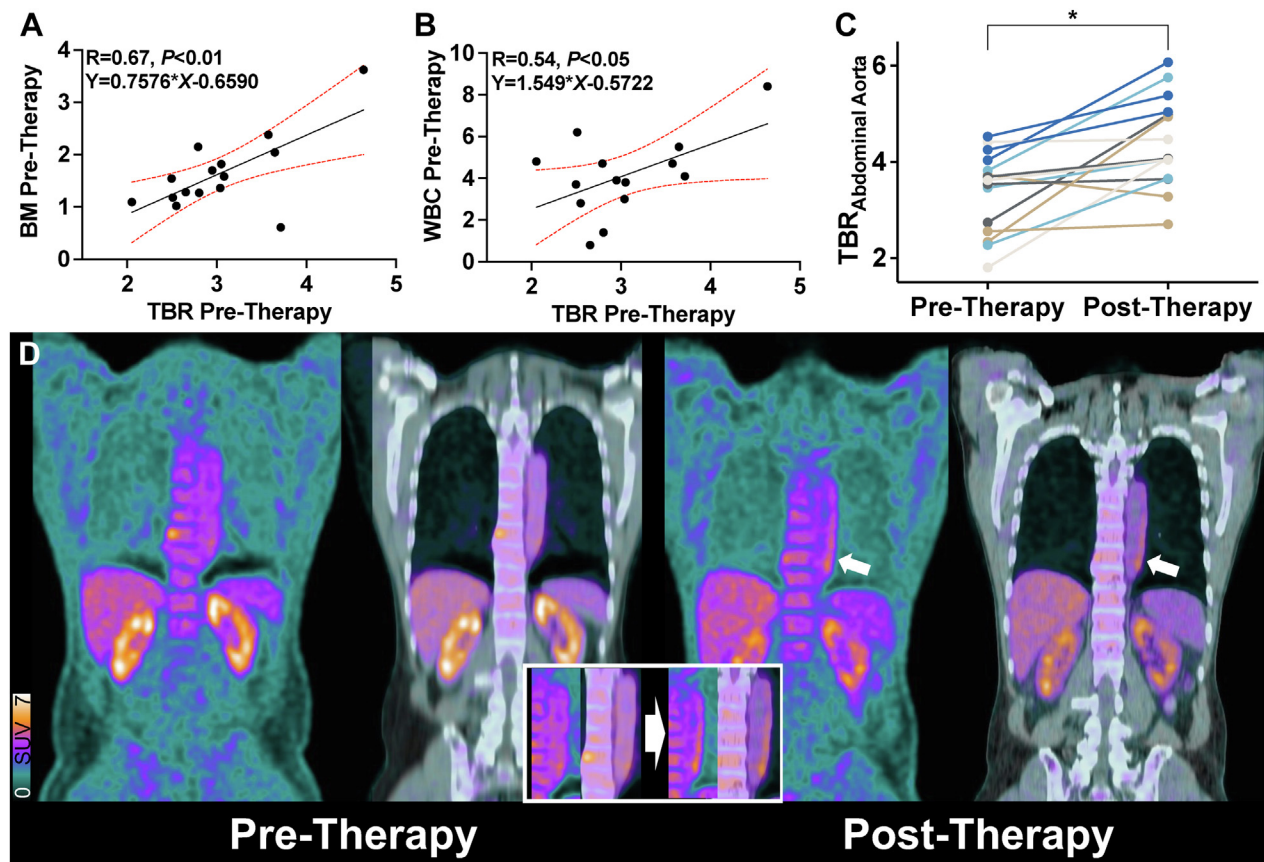 A
R=0.67, P<0.01
Y=0.7576*X-0.6590
BM Pre-Therapy
4
3
2
1
0
2
3
4
5
TBR Pre-Therapy
B
R=0.54, P<0.05
Y=1.549*X-0.5722
WBC Pre-Therapy
10
8
6
4
2
0
2
3
4
5
TBR Pre-Therapy
C
*
TBR Abdominal Aorta
6
4
2
Pre-Therapy
Post-Therapy
D
0 SUV 7
Pre-Therapy
Post-Therapy